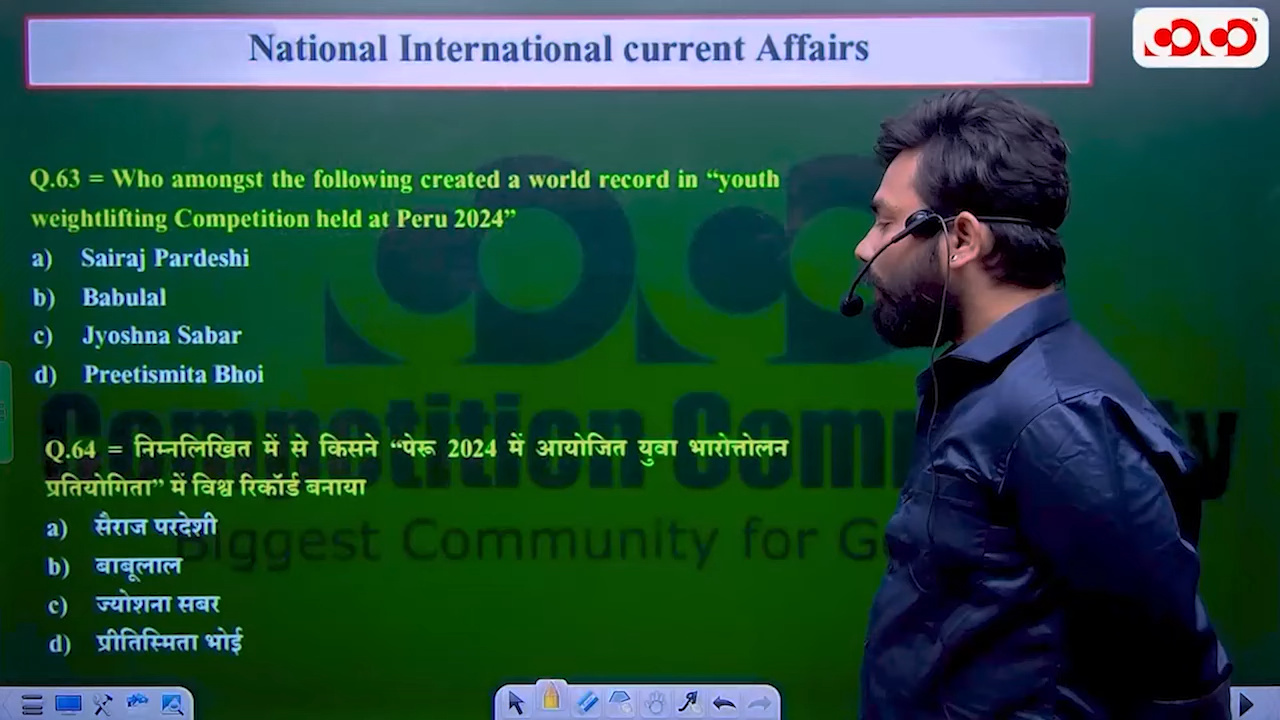 National International current Affairs
Q.63 = Who amongst the following created a world record in “youth
weightlifting Competition held at Peru 2024”
a) Sairaj Pardeshi
b) Babulal
c) Jyoshna Sabar
d) Preetismita Bhoi
Q.64 = निम्नलिखित में से किसने “पेरू 2024 में आयोजित युवा भारोत्तोलन
प्रतियोगिता” में विश्व रिकॉर्ड बनाया
a) सैराज परदेशी
b) बाबूलाल
c) ज्योशना सबर
d) प्रीतिस्मिता भोई
Competition Com y
Biggest Community for G